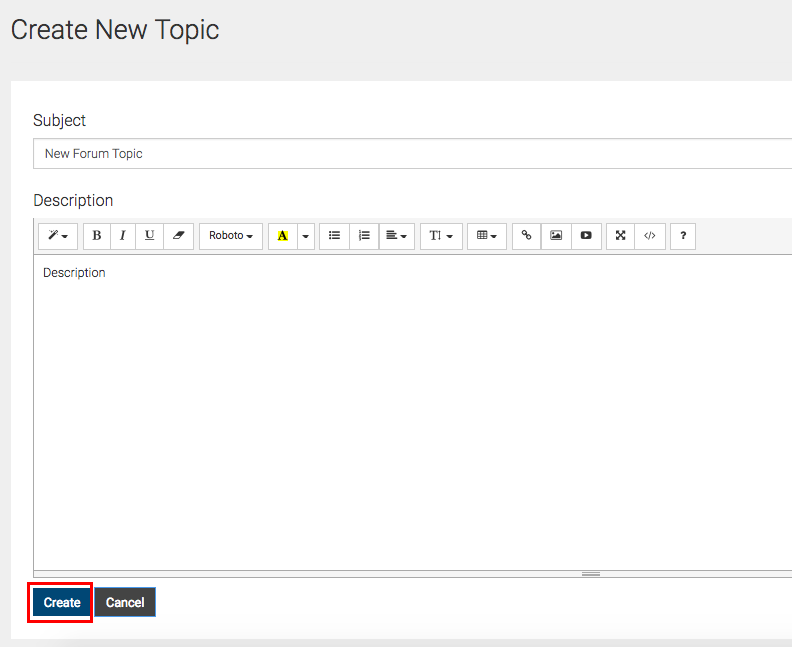 Create New Topic
Subject
New Forum Topic
Description
B I U Roboto A TI </> ?
Description
Create Cancel